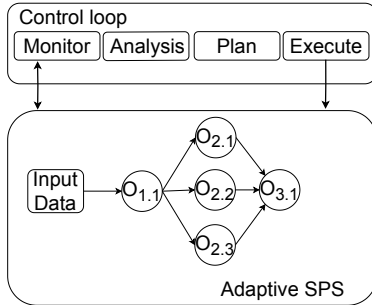 Control loop
Monitor Analysis Plan Execute
O2.1
Input
Data
O1.1 O2.2 O3.1
O2.3
Adaptive SPS